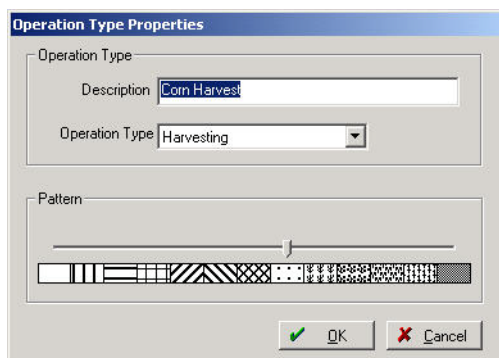 Operation Type Properties
Operation Type
Description Corn Harvest
Operation Type Harvesting
Pattern
OK Cancel